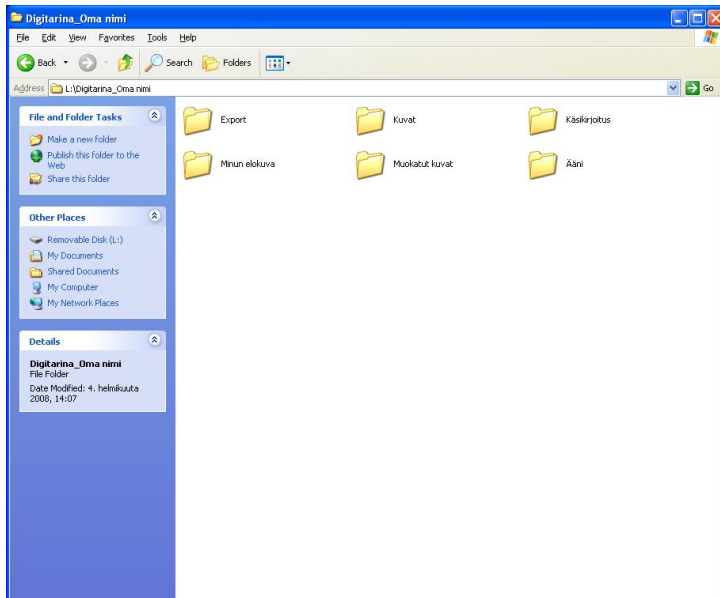 Digitarina_Oma nimi
File Edit View Favorites Tools Help
Back Search Folders
Address L:\Digitarina_Oma nimi Go
File and Folder Tasks
Make a new folder
Publish this folder to the
Web
Share this folder
Other Places
Removable Disk (L:)
My Documents
Shared Documents
My Computer
My Network Places
Details
Digitarina_Oma nimi
File Folder
Date Modified: 4. helmikuuta
2008, 14:07
Export Kuvat Käsikirjoitus
Minun elokuva Muokatut kuvat Ääni